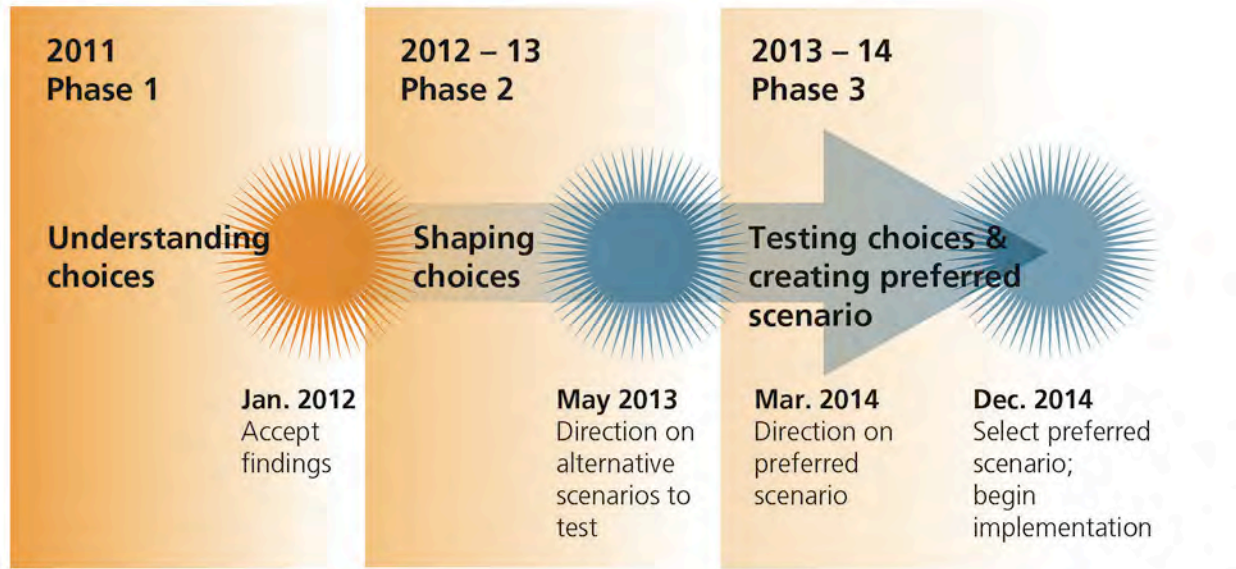 2011
Phase 1
Understanding
choices
Jan. 2012
Accept
findings
2012 – 13
Phase 2
Shaping
choices
May 2013
Direction on
alternative
scenarios to
test
2013 – 14
Phase 3
Testing choices &
creating preferred
scenario
Mar. 2014
Direction on
preferred
scenario
Dec. 2014
Select preferred
scenario;
begin
implementation